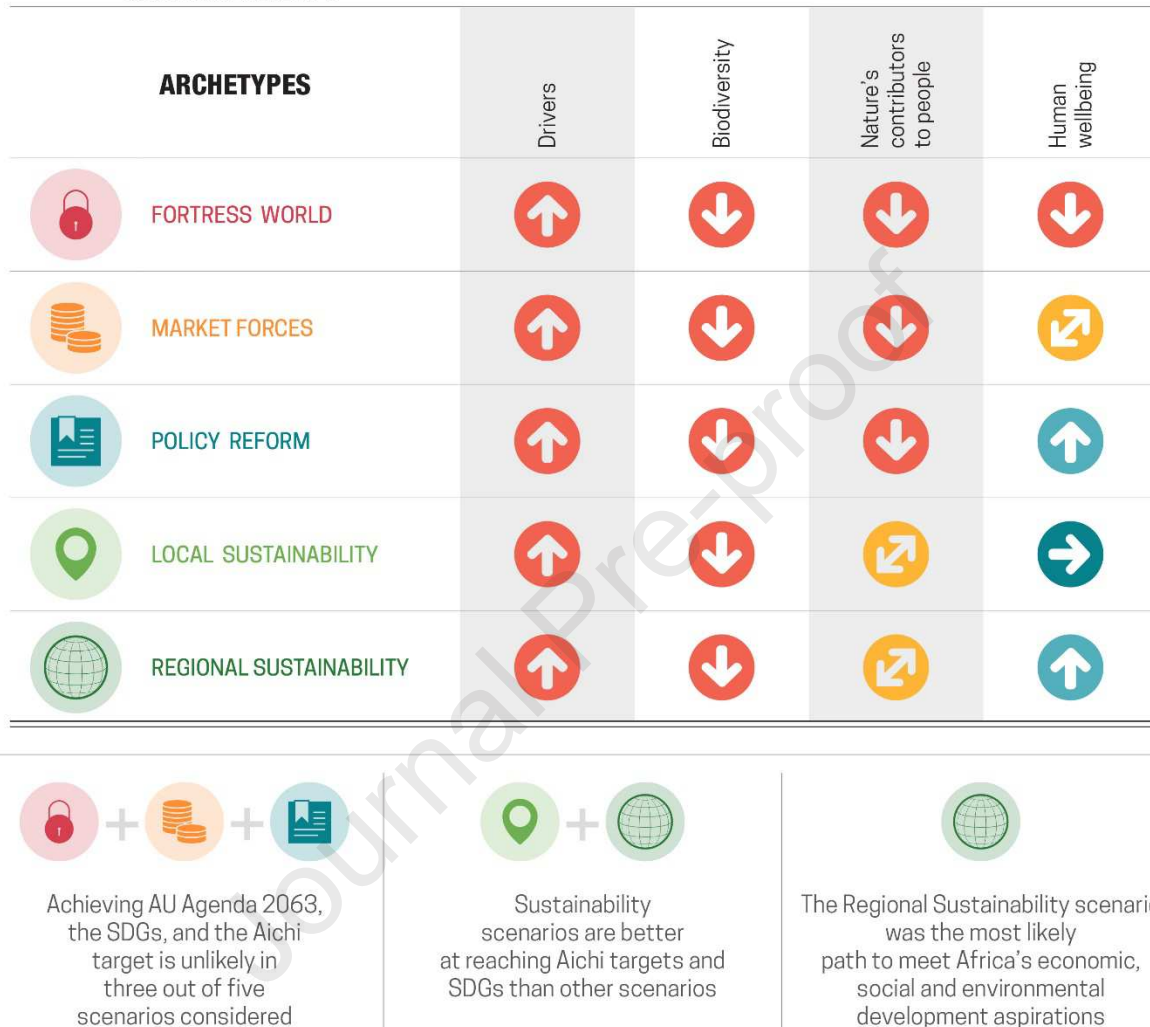 ARCHETYPES
Drivers
Biodiversity
Nature's
contributors
to people
Human
wellbeing
FORTRESS WORLD
MARKET FORCES
POLICY REFORM
LOCAL SUSTAINABILITY
REGIONAL SUSTAINABILITY
Journal Pre-proof
Achieving AU Agenda 2063,
the SDGs, and the Aichi
target is unlikely in
three out of five
scenarios considered
Sustainability
scenarios are better
at reaching Aichi targets and
SDGs than other scenarios
The Regional Sustainability scenari
was the most likely
path to meet Africa's economic,
social and environmental
development aspirations